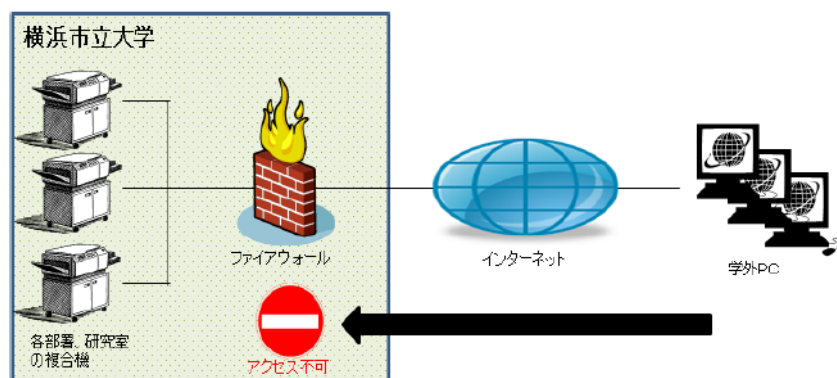 横浜市立大学
ファイアウォール
インターネット
学外PC
各部署、研究室
の複合機
アクセス不可